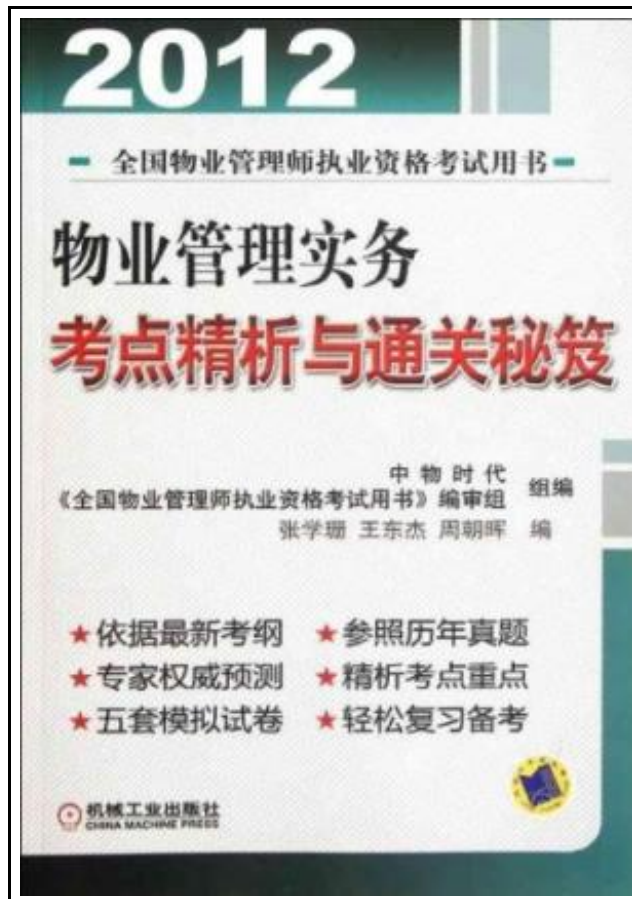 2012
全国物业管理师执业资格考试用书
物业管理实务
考点精析与通关秘笈
中物时代
《全国物业管理师执业资格考试用书》编审组 组编
张学珊 王东杰 周朝晖 编
★依据最新考纲 ★参照历年真题
★专家权威预测 ★精析考点重点
★五套模拟试卷 ★轻松复习备考
机械工业出版社
CHINA MACHINE PRESS